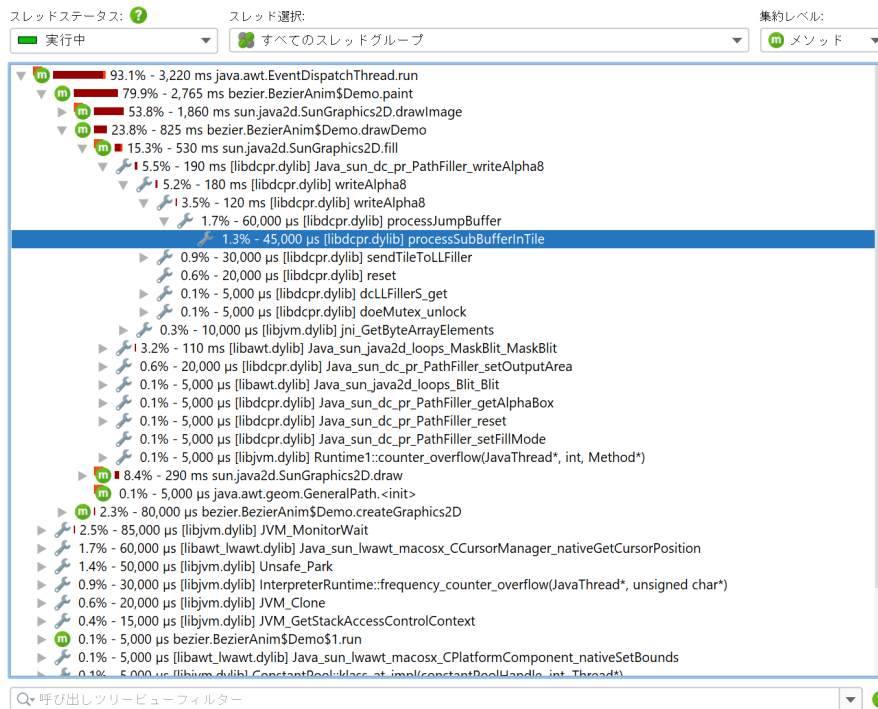 スレッドステータス: ? スレッド選択: 集約レベル:
実行中 すべてのスレッドグループ m メソッド
m 93.1% - 3,220 ms java.awt.EventDispatchThread.run
m 79.9% - 2,765 ms bezier.BezierAnim$Demo.paint
m 53.8% - 1,860 ms sun.java2d.SunGraphics2D.drawImage
m 23.8% - 825 ms bezier.BezierAnim$Demo.drawDemo
m 15.3% - 530 ms sun.java2d.SunGraphics2D.fill
5.5% - 190 ms [libdcpr.dylib] Java_sun_dc_pr_PathFiller_writeAlpha8
5.2% - 180 ms [libdcpr.dylib] writeAlpha8
3.5% - 120 ms [libdcpr.dylib] writeAlpha8
1.7% - 60,000 µs [libdcpr.dylib] processJumpBuffer
1.3% - 45,000 µs [libdcpr.dylib] processSubBufferInTile
0.9% - 30,000 µs [libdcpr.dylib] sendTileToLLFiller
0.6% - 20,000 µs [libdcpr.dylib] reset
0.1% - 5,000 µs [libdcpr.dylib] dcLLFillerS_get
0.1% - 5,000 µs [libdcpr.dylib] doeMutex_unlock
0.3% - 10,000 µs [libjvm.dylib] jni_GetByteArrayElements
3.2% - 110 ms [libawt.dylib] Java_sun_java2d_loops_MaskBlit_MaskBlit
0.6% - 20,000 µs [libdcpr.dylib] Java_sun_dc_pr_PathFiller_setOutputArea
0.1% - 5,000 µs [libawt.dylib] Java_sun_java2d_loops_Blit_Blit
0.1% - 5,000 µs [libdcpr.dylib] Java_sun_dc_pr_PathFiller_getAlphaBox
0.1% - 5,000 µs [libdcpr.dylib] Java_sun_dc_pr_PathFiller_reset
0.1% - 5,000 µs [libdcpr.dylib] Java_sun_dc_pr_PathFiller_setFillMode
0.1% - 5,000 µs [libjvm.dylib] Runtime1::counter_overflow(JavaThread*, int, Method*)
m 8.4% - 290 ms sun.java2d.SunGraphics2D.draw
m 0.1% - 5,000 µs java.awt.geom.GeneralPath.<init>
m 2.3% - 80,000 µs bezier.BezierAnim$Demo.createGraphics2D
2.5% - 85,000 µs [libjvm.dylib] JVM_MonitorWait
1.7% - 60,000 µs [libawt_lwawt.dylib] Java_sun_lwawt_macosx_CCursorManager_nativeGetCursorPosition
1.4% - 50,000 µs [libjvm.dylib] Unsafe_Park
0.9% - 30,000 µs [libjvm.dylib] InterpreterRuntime::frequency_counter_overflow(JavaThread*, unsigned char*)
0.6% - 20,000 µs [libjvm.dylib] JVM_Clone
0.4% - 15,000 µs [libjvm.dylib] JVM_GetStackAccessControlContext
m 0.1% - 5,000 µs bezier.BezierAnim$Demo$1.run
0.1% - 5,000 µs [libawt_lwawt.dylib] Java_sun_lwawt_macosx_CPlatformComponent_nativeSetBounds
0.1% - 5,000 µs [libjvm.dylib] ConstantPool::klass_at_impl(constantPoolHandle, int, Thread*)
呼び出しツリービューフィルター